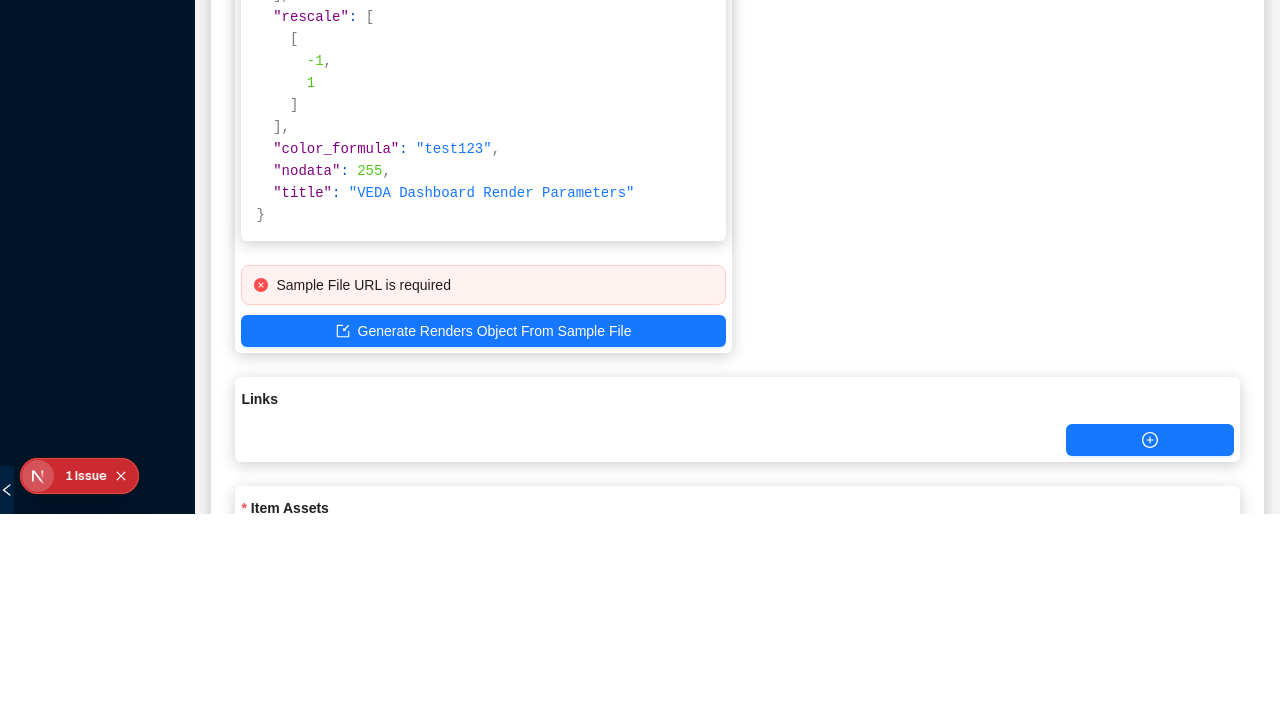 "rescale": [
[
-1,
1
]
],
"color_formula": "test123",
"nodata": 255,
"title": "VEDA Dashboard Render Parameters"
}
Sample File URL is required
Generate Renders Object From Sample File
Links
1 Issue
* Item Assets